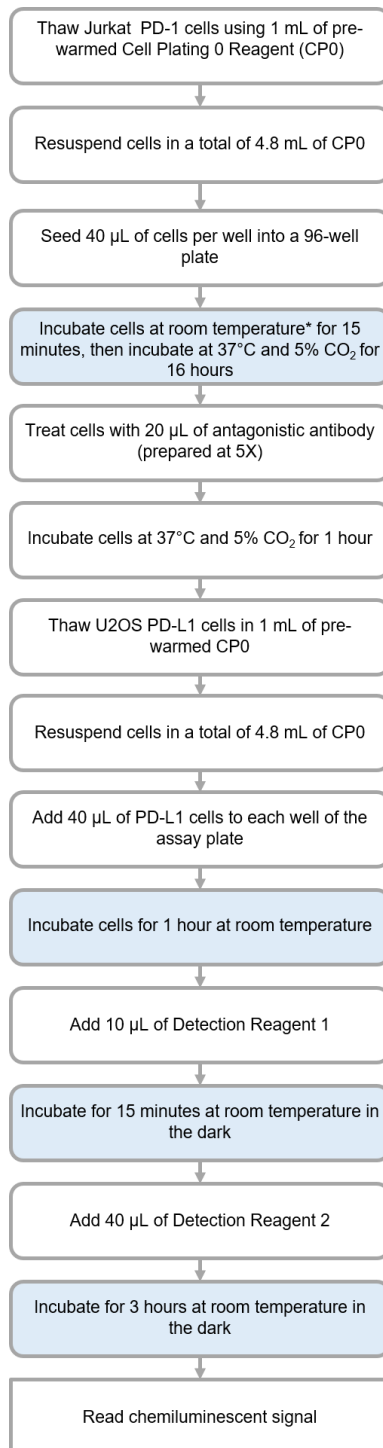 Thaw Jurkat  PD-1 cells using 1 mL of pre-
warmed Cell Plating 0 Reagent (CP0)
Resuspend cells in a total of 4.8 mL of CP0
Seed 40 µL of cells per well into a 96-well
plate
Incubate cells at room temperature* for 15
minutes, then incubate at 37°C and 5% CO₂ for
16 hours
Treat cells with 20 µL of antagonistic antibody
(prepared at 5X)
Incubate cells at 37°C and 5% CO₂ for 1 hour
Thaw U2OS PD-L1 cells in 1 mL of pre-
warmed CP0
Resuspend cells in a total of 4.8 mL of CP0
Add 40 µL of PD-L1 cells to each well of the
assay plate
Incubate cells for 1 hour at room temperature
Add 10 µL of Detection Reagent 1
Incubate for 15 minutes at room temperature in
the dark
Add 40 µL of Detection Reagent 2
Incubate for 3 hours at room temperature in
the dark
Read chemiluminescent signal